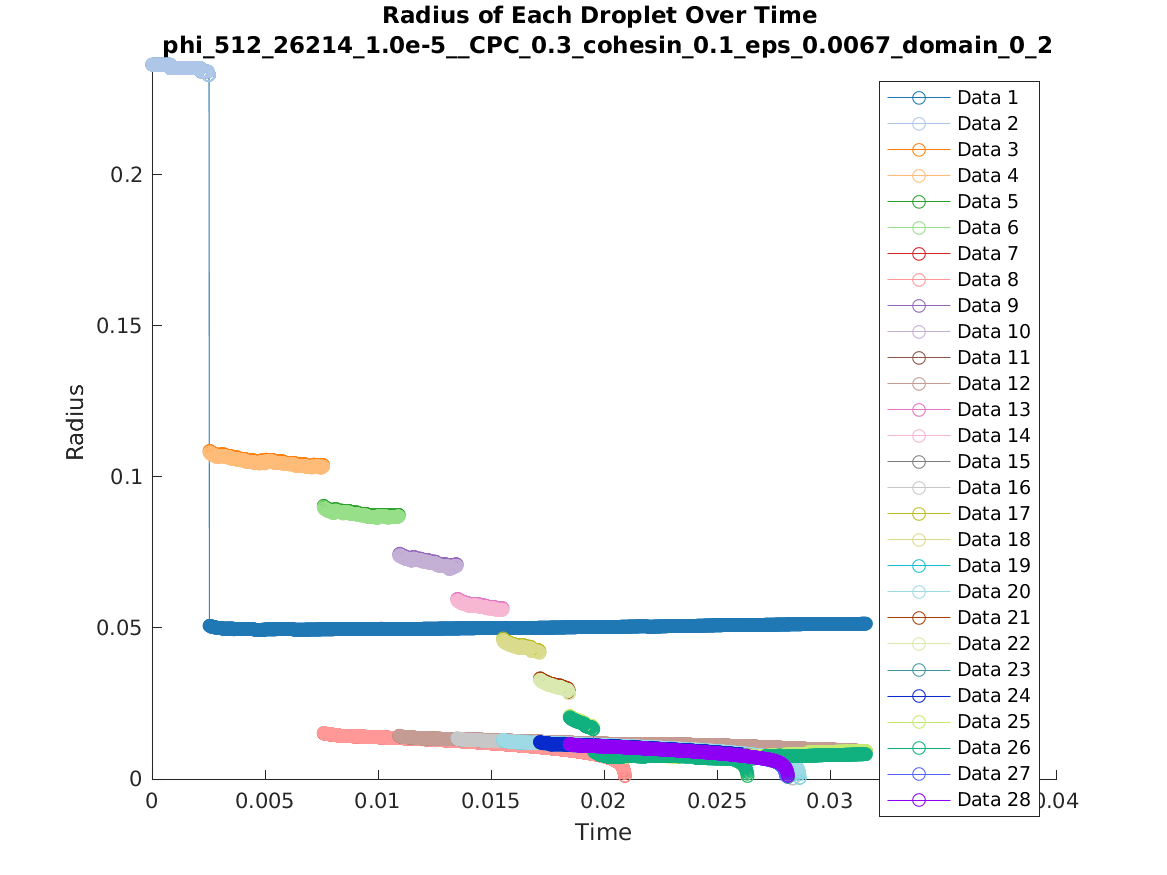 Radius of Each Droplet Over Time
phi_512_26214_1.0e-5__CPC_0.3_cohesin_0.1_eps_0.0067_domain_0_2
Radius
0.2
0.15
0.1
0.05
0
0
0.005
0.01
0.015
0.02
0.025
0.03
0.04
Time
Data 1
Data 2
Data 3
Data 4
Data 5
Data 6
Data 7
Data 8
Data 9
Data 10
Data 11
Data 12
Data 13
Data 14
Data 15
Data 16
Data 17
Data 18
Data 19
Data 20
Data 21
Data 22
Data 23
Data 24
Data 25
Data 26
Data 27
Data 28